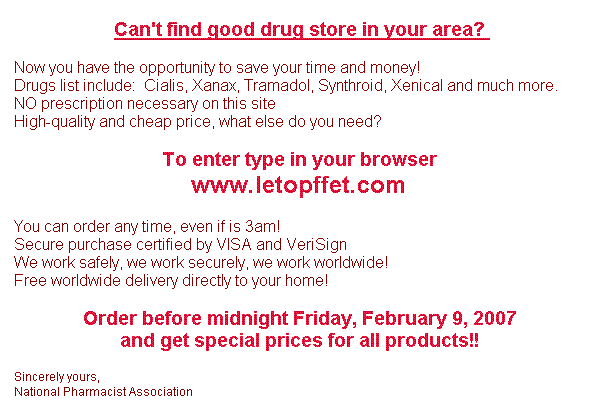 Can't find good drug store in your area?
Now you have the opportunity to save your time and money!
Drugs list include:  Cialis, Xanax, Tramadol, Synthroid, Xenical and much more.
NO prescription necessary on this site
High-quality and cheap price, what else do you need?
To enter type in your browser
www.letopffet.com
You can order any time, even if is 3am!
Secure purchase certified by VISA and VeriSign
We work safely, we work securely, we work worldwide!
Free worldwide delivery directly to your home!
Order before midnight Friday, February 9, 2007
and get special prices for all products!!
Sincerely yours,
National Pharmacist Association